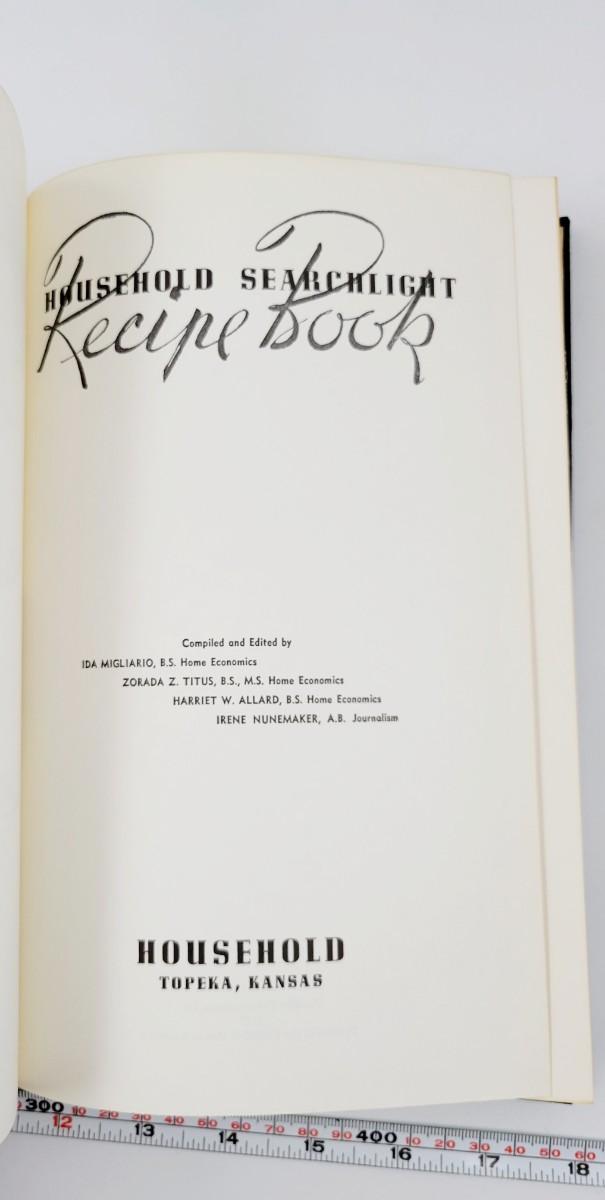 HOUSEHOLD SEARCHLIGHT
Recipe Book
Compiled and Edited by
IDA MIGLIARIO, B.S. Home Economics
ZORADA Z. TITUS, B.S., M.S. Home Economics
HARRIET W. ALLARD, B.S. Home Economics
IRENE NUNEMAKER, A.B. Journalism
HOUSEHOLD
TOPEKA, KANSAS
300 10 20 30 40 50 60 70 80 90 400 10 20 30 40 50 60
12 13 14 15 16 17 18